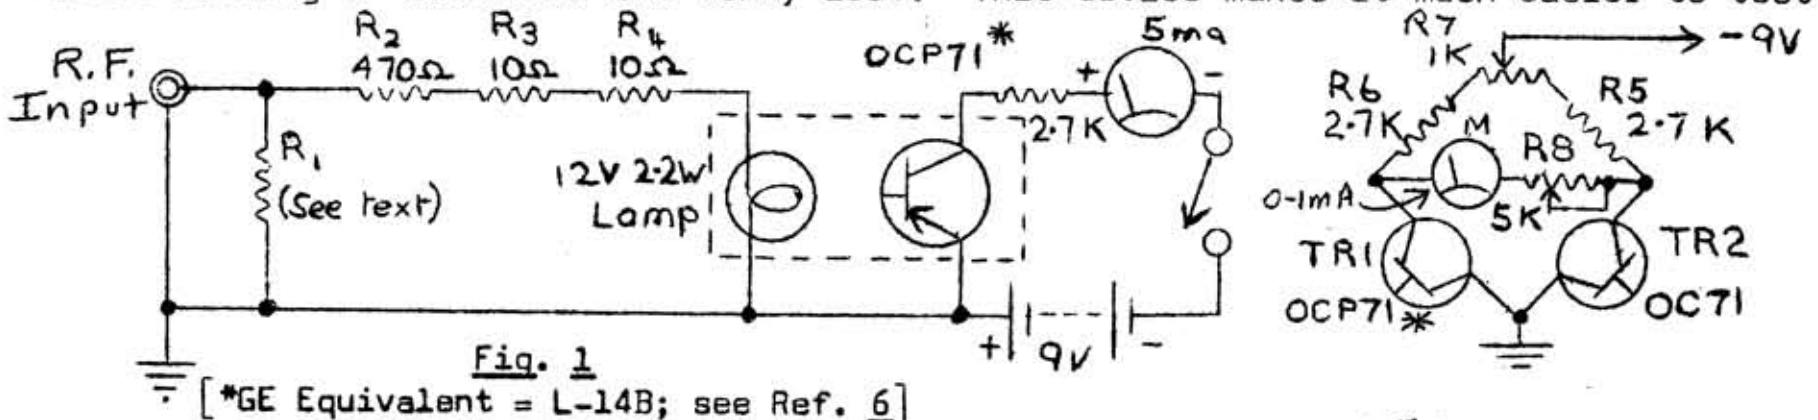 R.F.
Input
R1
(See text)
R2
470Ω
R3
10Ω
R4
10Ω
12V 2.2W
Lamp
OCP71*
2.7K
+
5ma
-
+
9V
-
Fig. 1
[*GE Equivalent = L-14B; see Ref. 6]
R7
1K
-9V
R6
2.7K
R5
2.7K
M
R8
0-1mA
5K
TR1
OCP71*
TR2
OC71